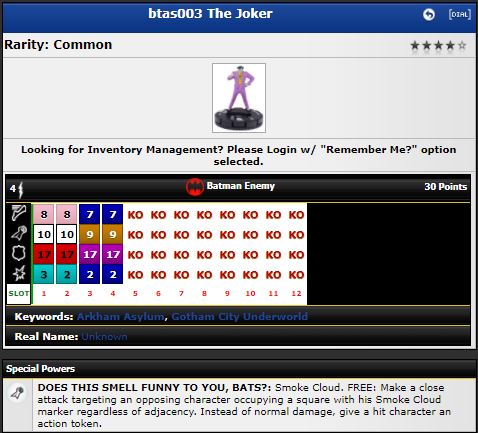 btas003 The Joker
[DIAL]
Rarity: Common
Looking for Inventory Management? Please Login w/ "Remember Me?" option
selected.
4 Batman Enemy 30 Points
8 8 7 7 KO KO KO KO KO KO KO KO
10 10 9 9 KO KO KO KO KO KO KO KO
17 17 17 17 KO KO KO KO KO KO KO KO
3 2 2 2 KO KO KO KO KO KO KO KO
SLOT 1 2 3 4 5 6 7 8 9 10 11 12
Keywords: Arkham Asylum, Gotham City Underworld
Real Name: Unknown
Special Powers
DOES THIS SMELL FUNNY TO YOU, BATS?: Smoke Cloud. FREE: Make a close
attack targeting an opposing character occupying a square with his Smoke Cloud
marker regardless of adjacency. Instead of normal damage, give a hit character an
action token.